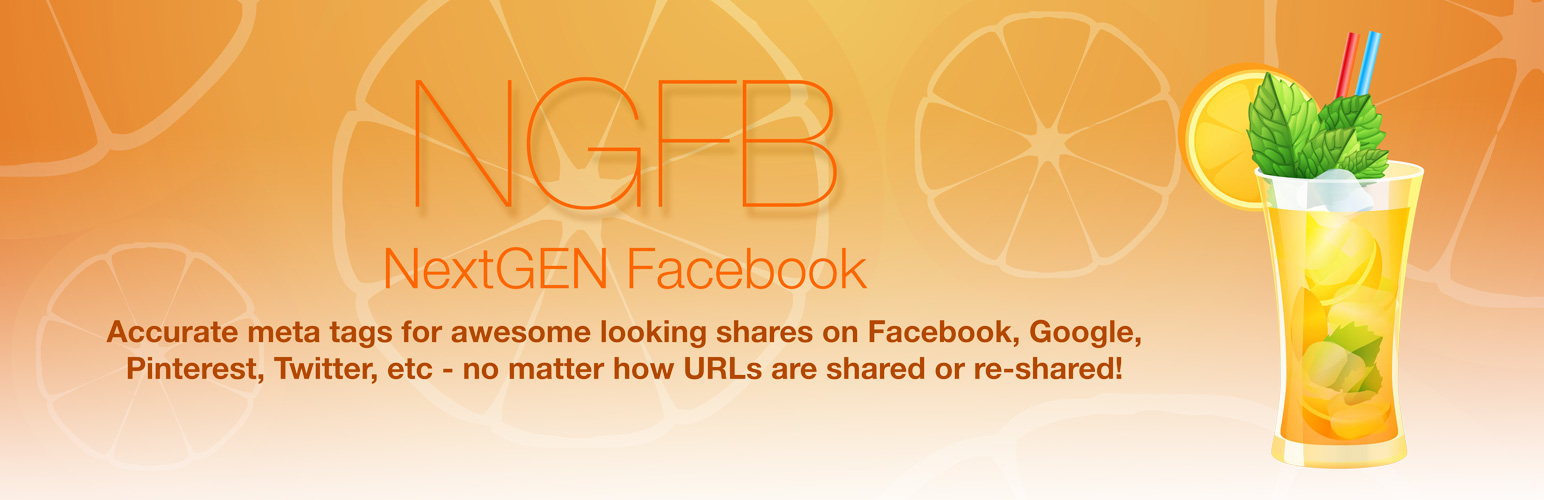 NGFB
NextGEN Facebook
Accurate meta tags for awesome looking shares on Facebook, Google,
Pinterest, Twitter, etc - no matter how URLs are shared or re-shared!